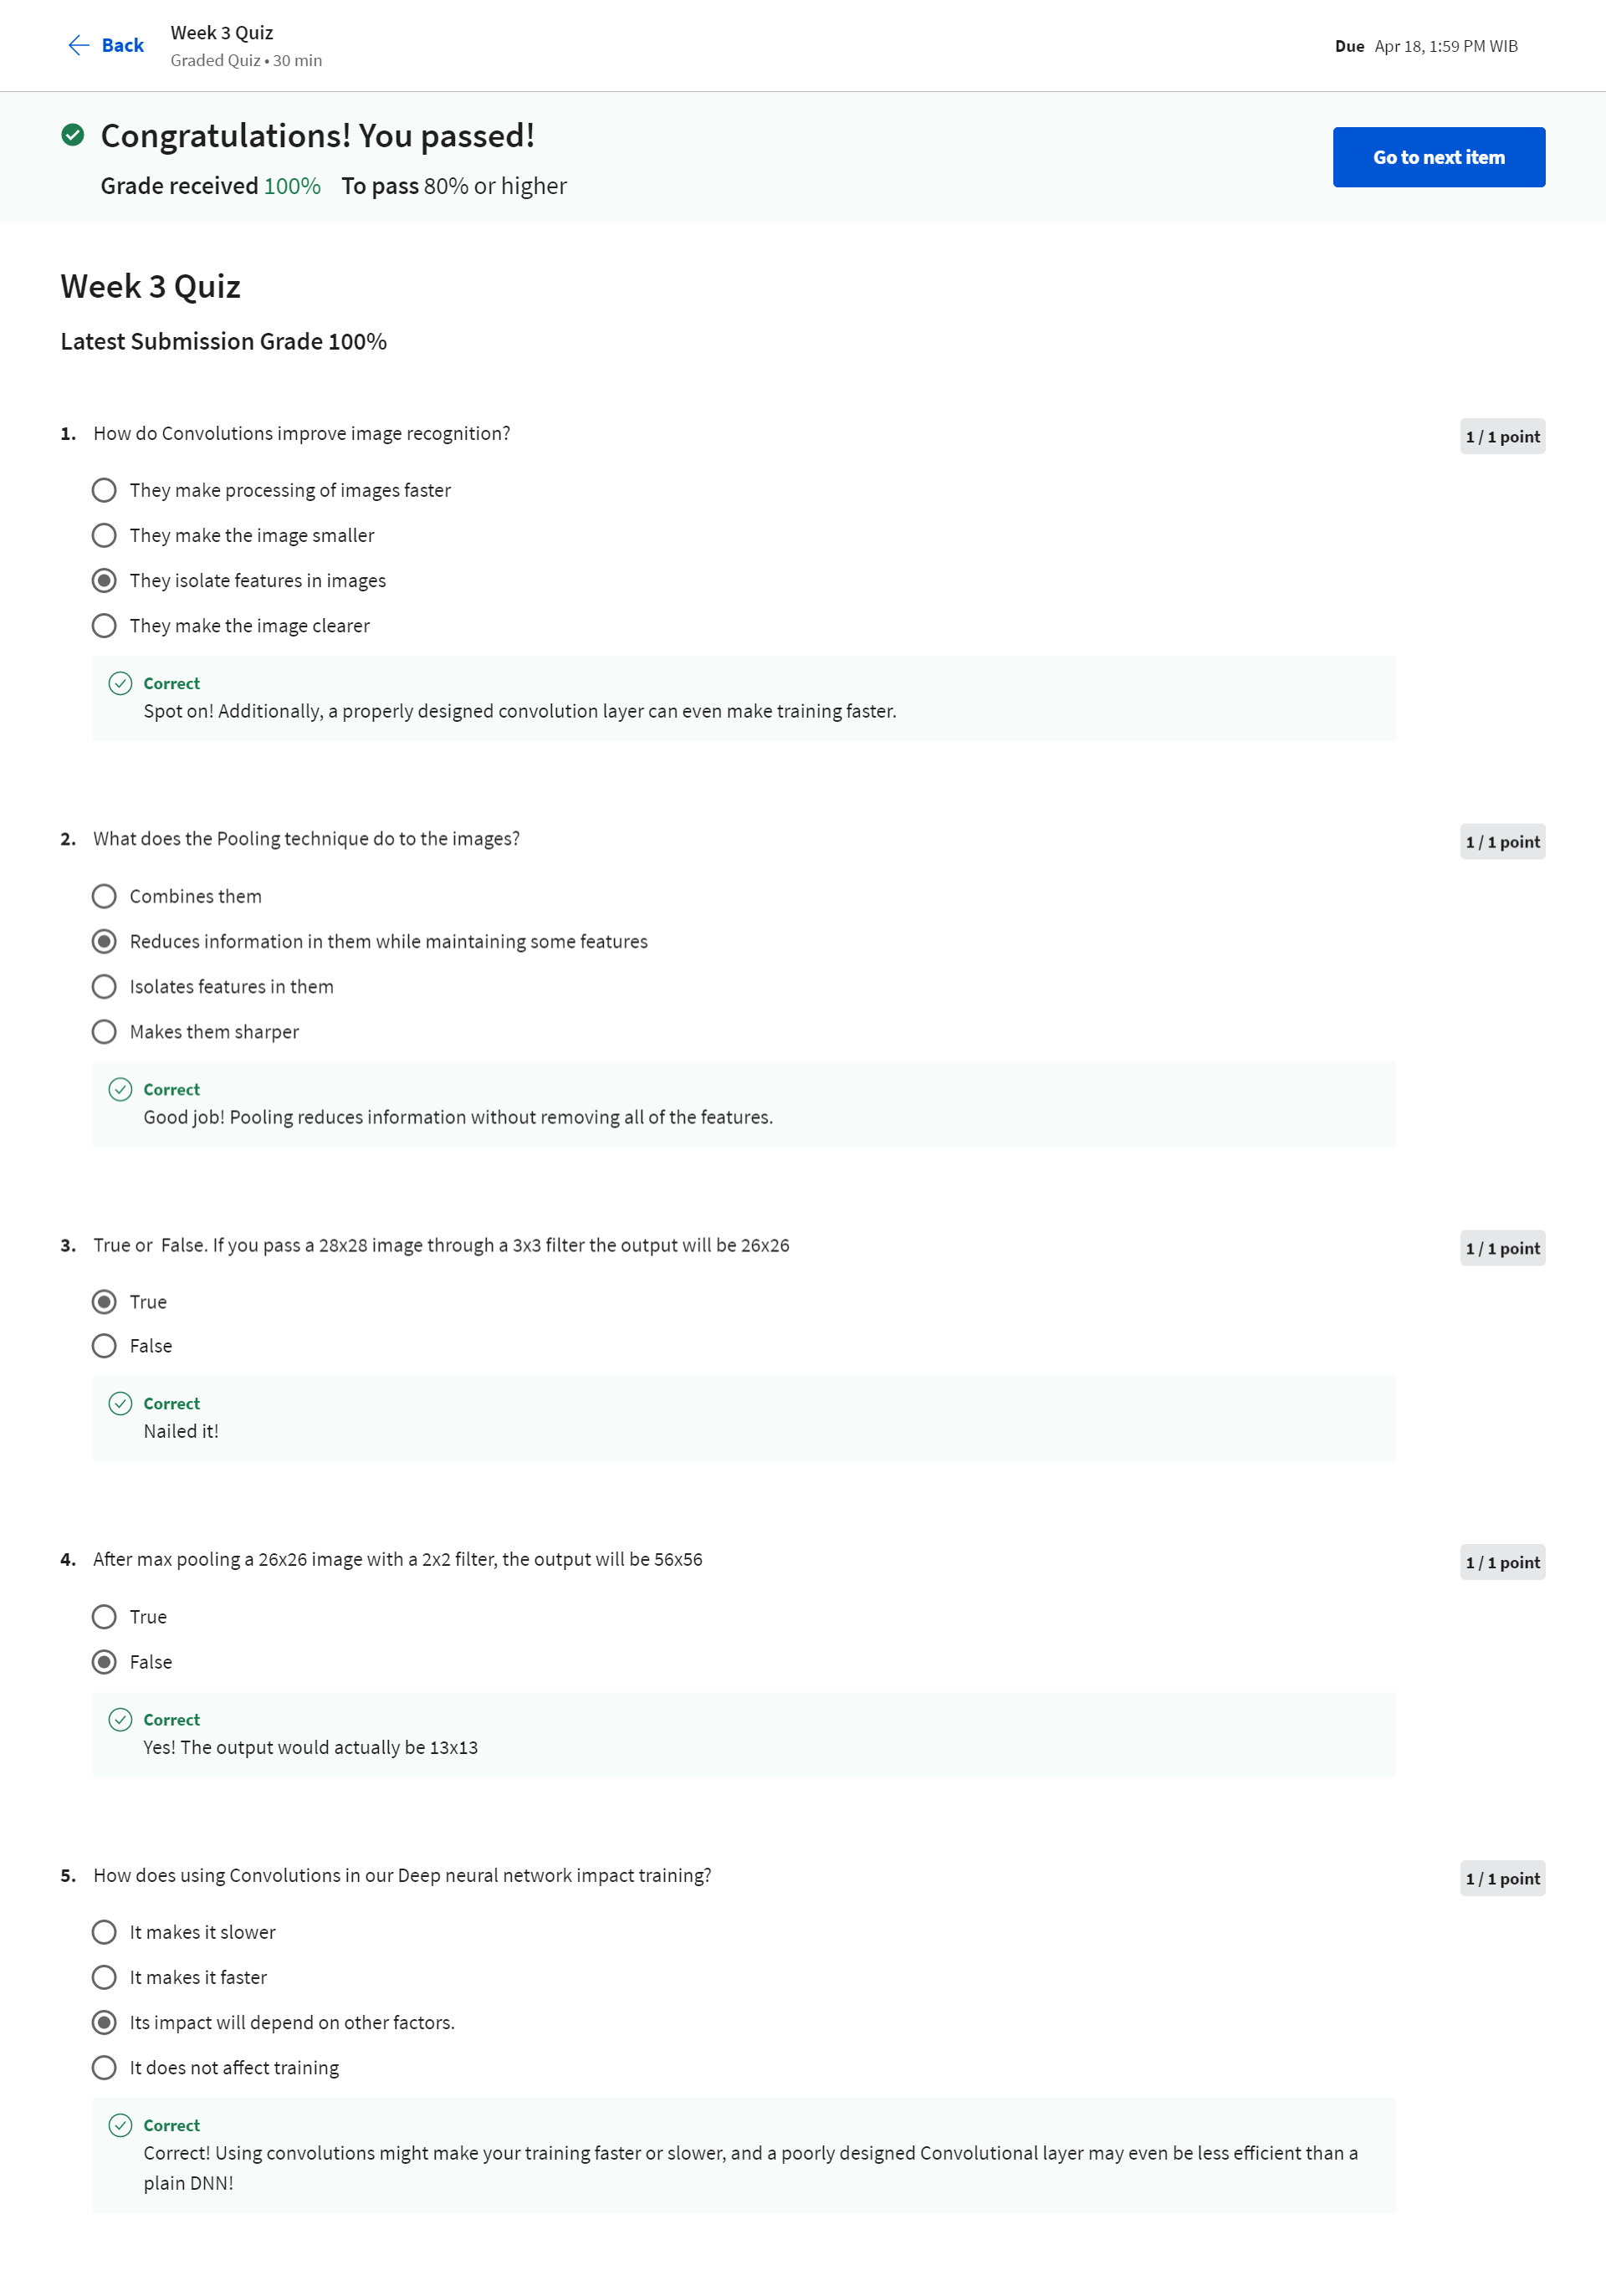 Back
Week 3 Quiz
Graded Quiz • 30 min
Due Apr 18, 1:59 PM WIB
Congratulations! You passed!
Grade received 100% To pass 80% or higher
Go to next item
Week 3 Quiz
Latest Submission Grade 100%
1. How do Convolutions improve image recognition?
1 / 1 point
They make processing of images faster
They make the image smaller
They isolate features in images
They make the image clearer
Correct
Spot on! Additionally, a properly designed convolution layer can even make training faster.
2. What does the Pooling technique do to the images?
1 / 1 point
Combines them
Reduces information in them while maintaining some features
Isolates features in them
Makes them sharper
Correct
Good job! Pooling reduces information without removing all of the features.
3. True or False. If you pass a 28x28 image through a 3x3 filter the output will be 26x26
1 / 1 point
True
False
Correct
Nailed it!
4. After max pooling a 26x26 image with a 2x2 filter, the output will be 56x56
1 / 1 point
True
False
Correct
Yes! The output would actually be 13x13
5. How does using Convolutions in our Deep neural network impact training?
1 / 1 point
It makes it slower
It makes it faster
Its impact will depend on other factors.
It does not affect training
Correct
Correct! Using convolutions might make your training faster or slower, and a poorly designed Convolutional layer may even be less efficient than a
plain DNN!